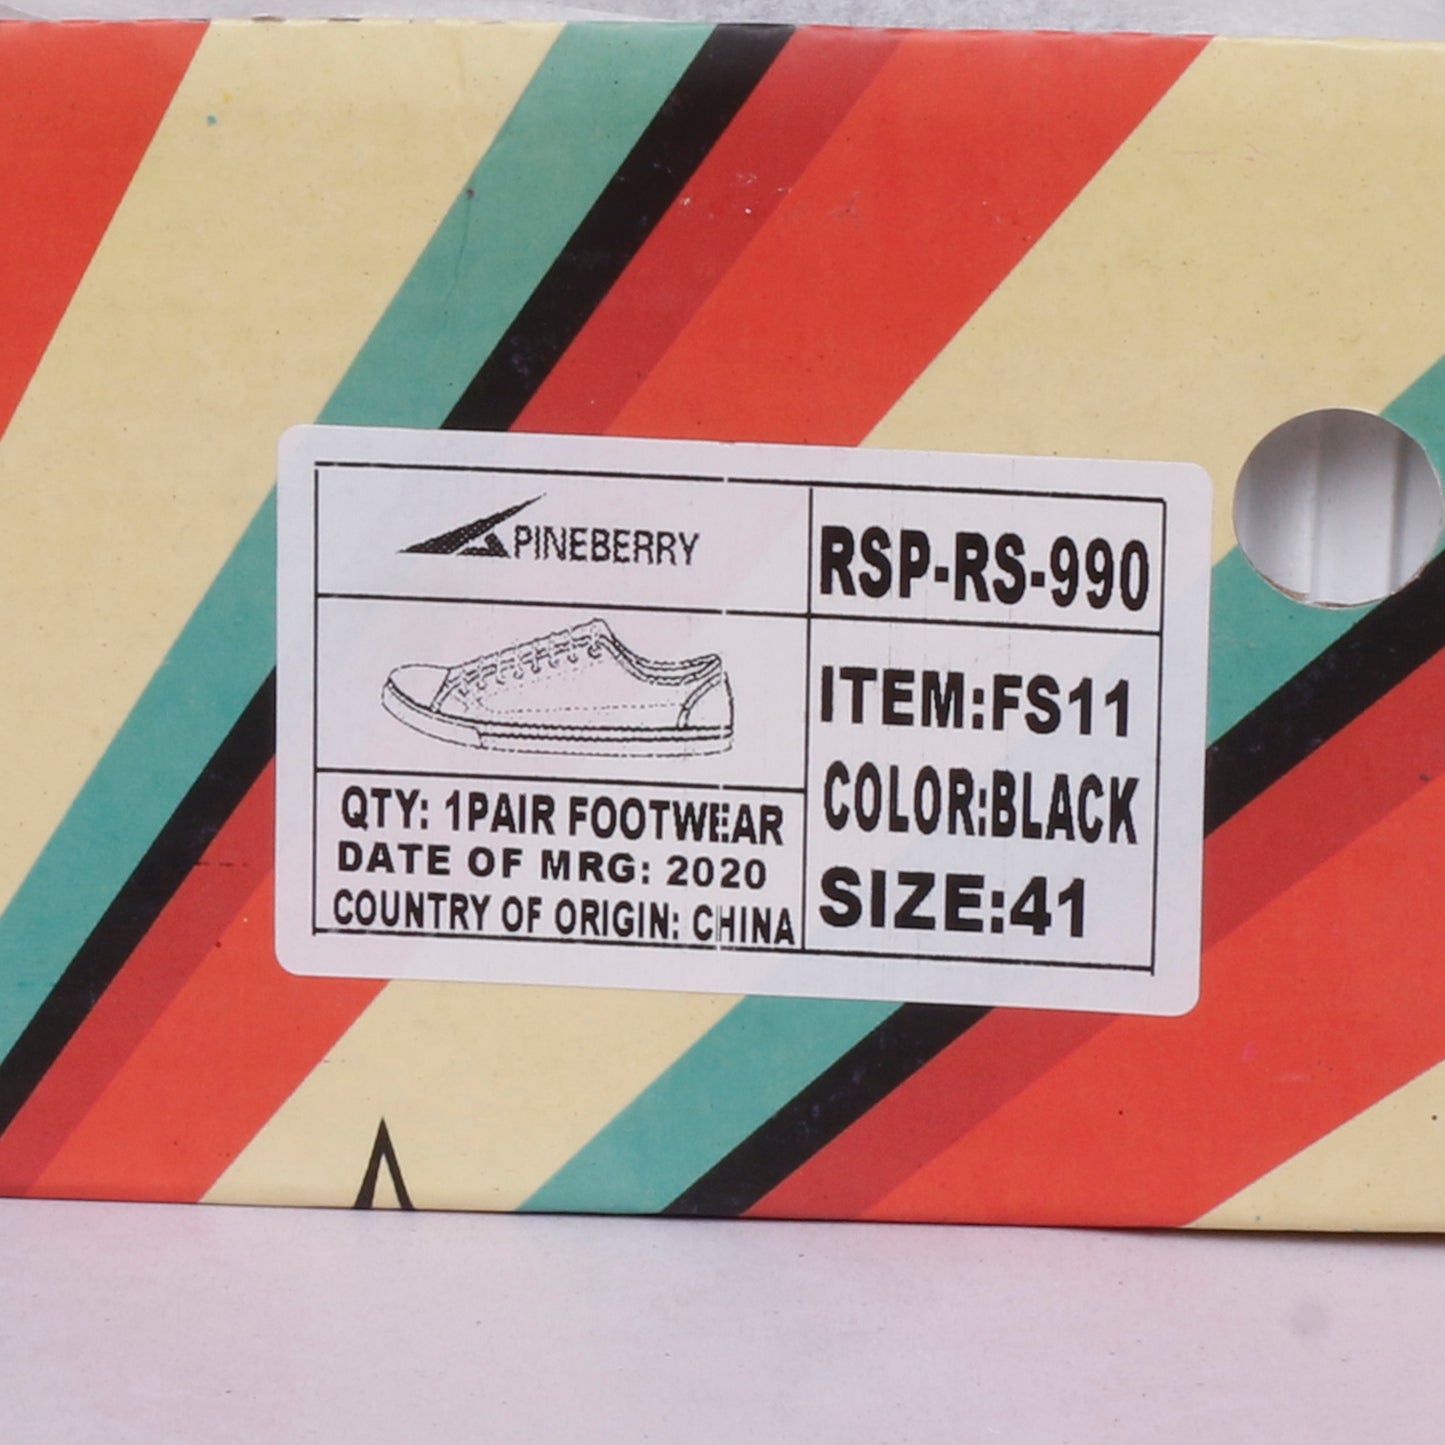 PINEBERRY
RSP-RS-990
ITEM:FS11
COLOR:BLACK
SIZE:41
QTY: 1PAIR FOOTWEAR
DATE OF MRG: 2020
COUNTRY OF ORIGIN: CHINA